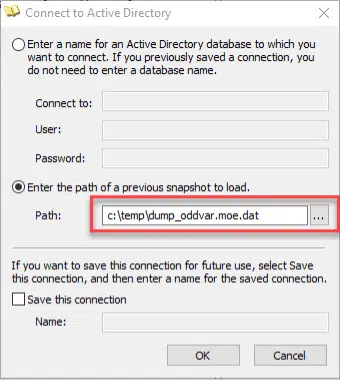 Connect to Active Directory
Enter a name for an Active Directory database to which you
want to connect. If you previously saved a connection, you
do not need to enter a database name.
Connect to:
User:
Password:
Enter the path of a previous snapshot to load.
Path: c:\temp\dump_oddvar.moe.dat ...
If you want to save this connection for future use, select Save
this connection, and then enter a name for the saved connection.
Save this connection
Name:
OK Cancel